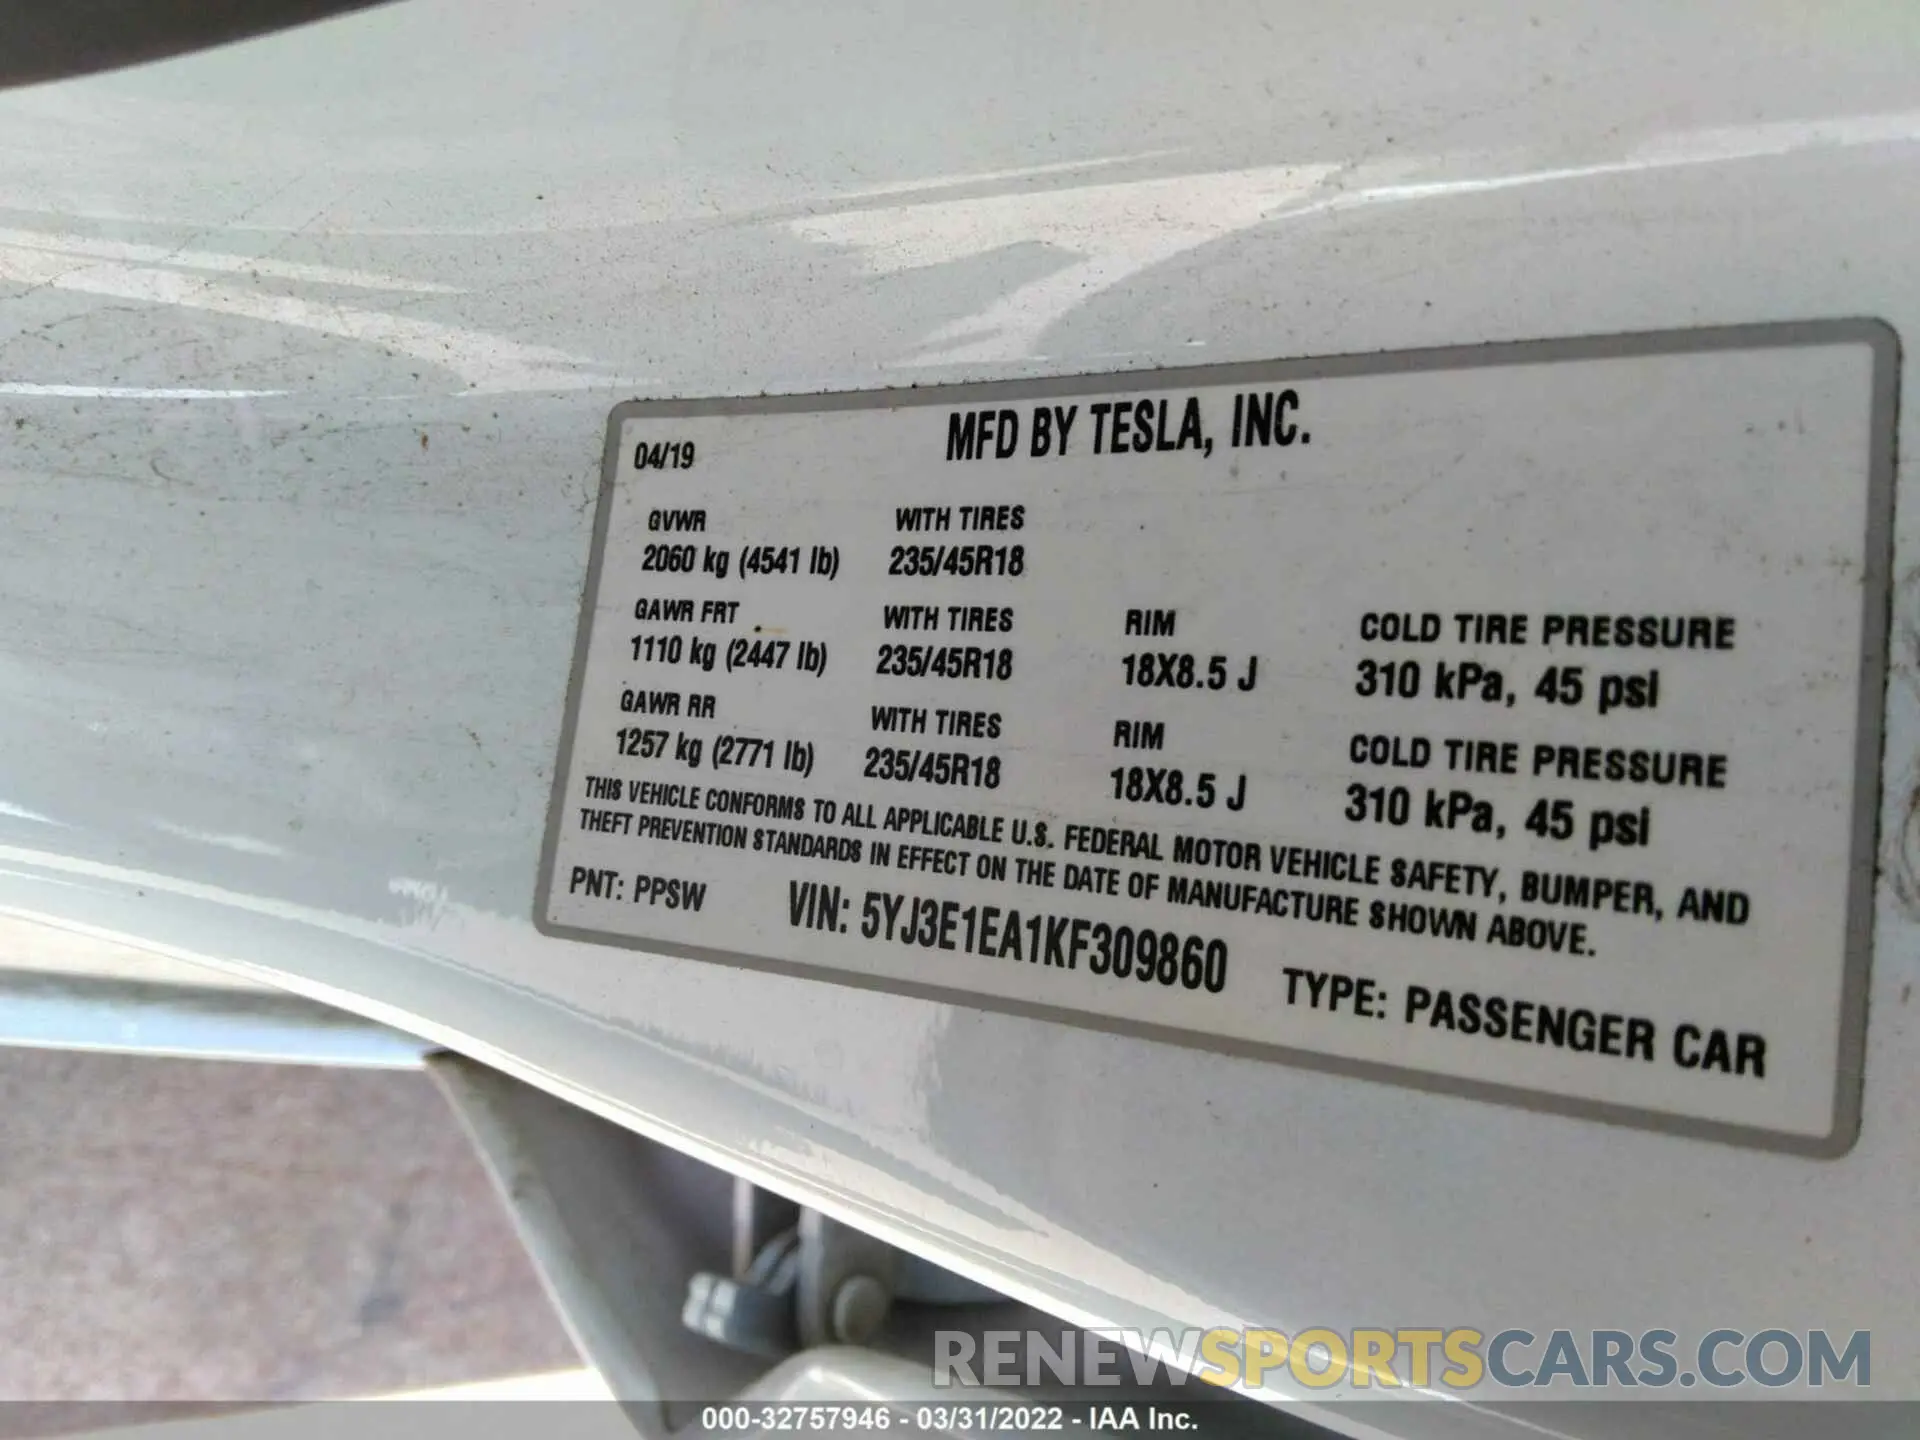 04/19 MFD BY TESLA, INC.
GVWR WITH TIRES
2060 kg (4541 lb) 235/45R18
GAWR FRT WITH TIRES RIM COLD TIRE PRESSURE
1110 kg (2447 lb) 235/45R18 18X8.5 J 310 kPa, 45 psi
GAWR RR WITH TIRES RIM COLD TIRE PRESSURE
1257 kg (2771 lb) 235/45R18 18X8.5 J 310 kPa, 45 psi
THIS VEHICLE CONFORMS TO ALL APPLICABLE U.S. FEDERAL MOTOR VEHICLE SAFETY, BUMPER, AND
THEFT PREVENTION STANDARDS IN EFFECT ON THE DATE OF MANUFACTURE SHOWN ABOVE.
PNT: PPSW VIN: 5YJ3E1EA1KF309860 TYPE: PASSENGER CAR
RENEWSPORTSCARS.COM
000-32757946 - 03/31/2022 - IAA Inc.